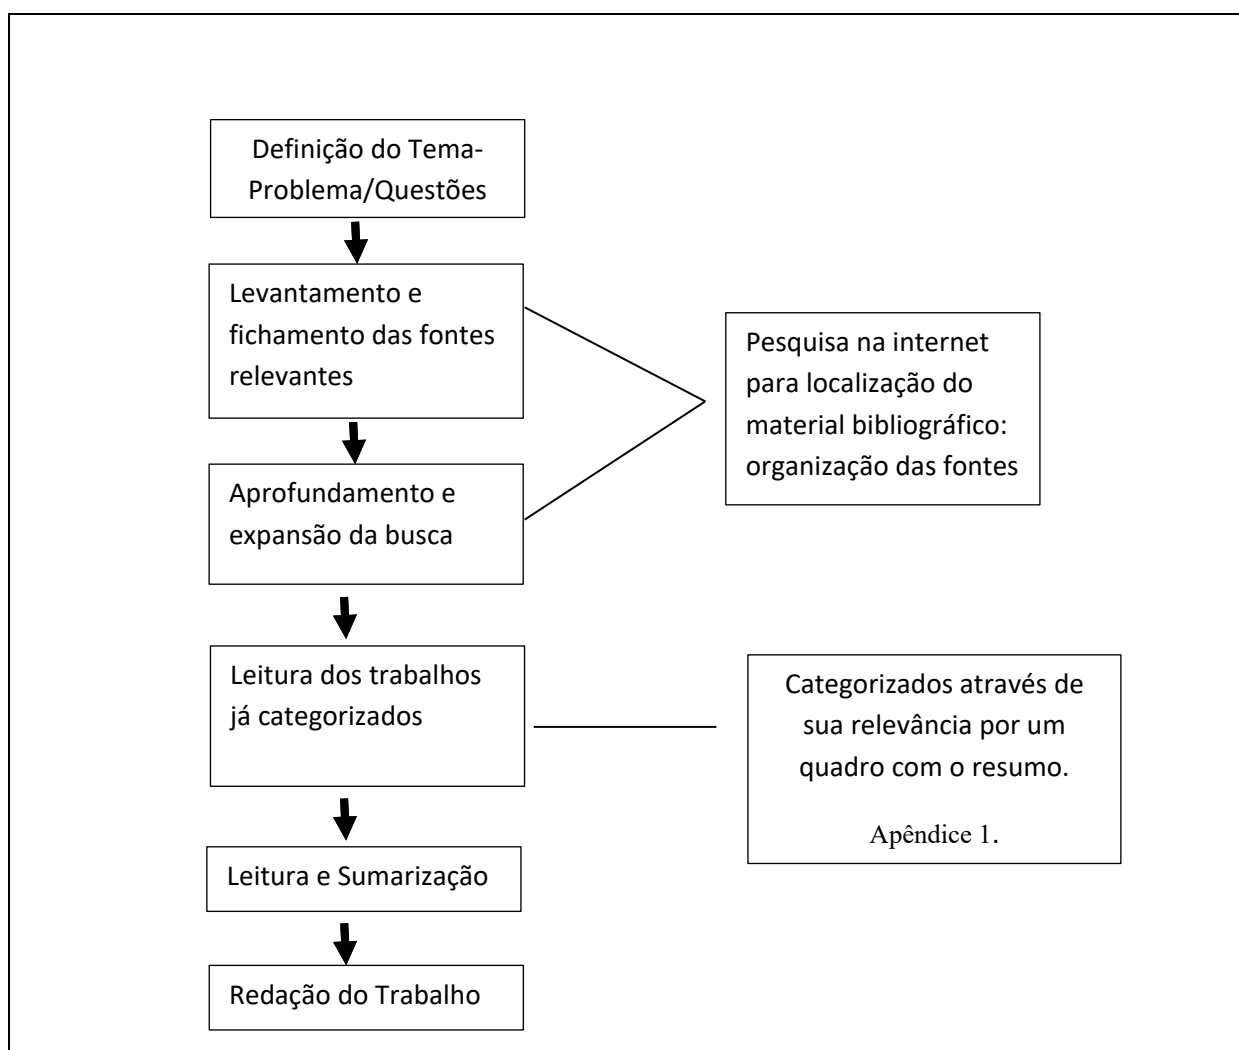 Definição do Tema-
Problema/Questões
Levantamento e
fichamento das fontes
relevantes
Pesquisa na internet
para localização do
material bibliográfico:
organização das fontes
Aprofundamento e
expansão da busca
Leitura dos trabalhos
já categorizados
Categorizados através de
sua relevância por um
quadro com o resumo.
Apêndice 1.
Leitura e Sumarização
Redação do Trabalho